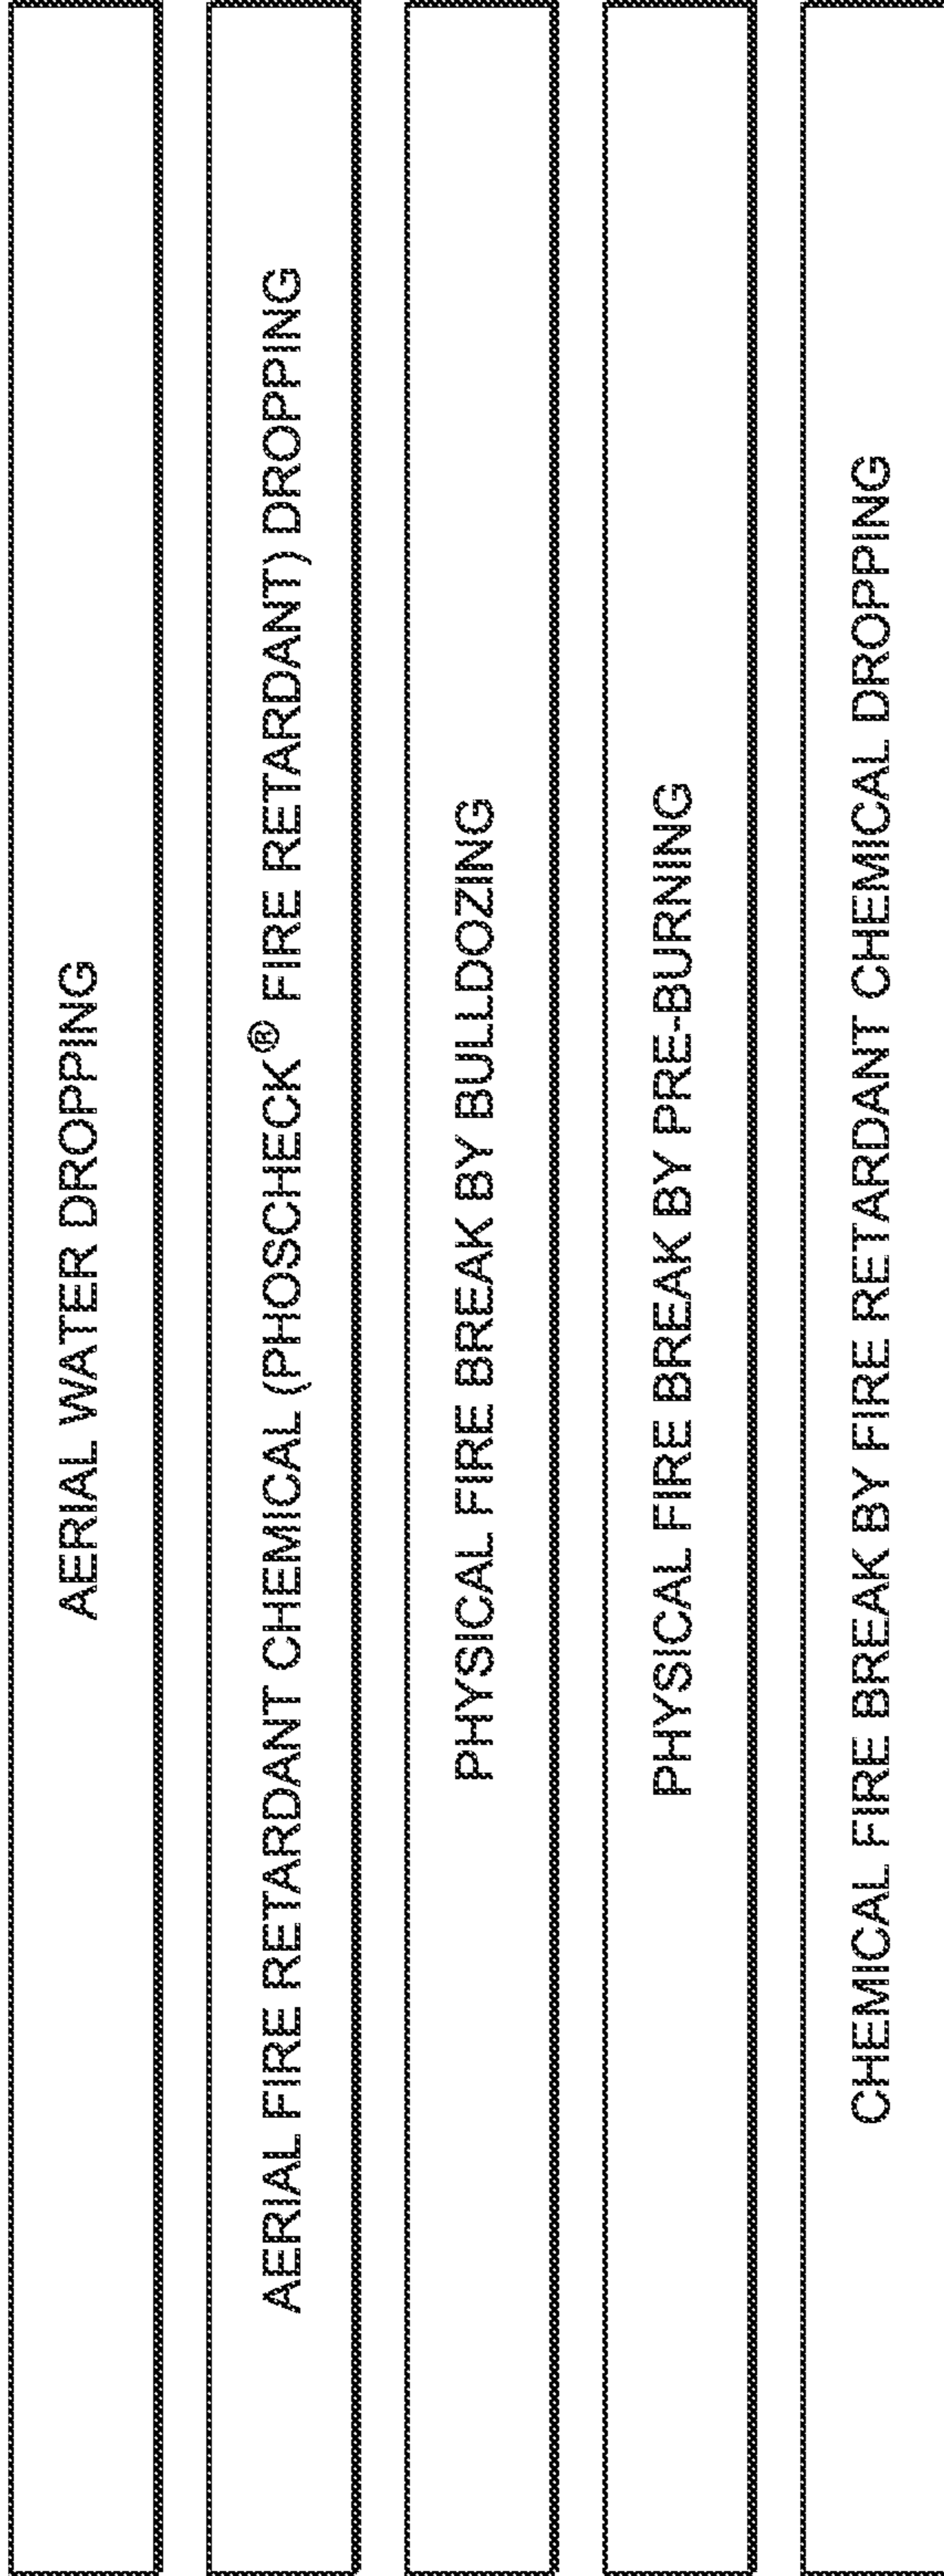 AERIAL WATER DROPPING
AERIAL FIRE RETARDANT CHEMICAL (PHOSCHECK® FIRE RETARDANT) DROPPING
PHYSICAL FIRE BREAK BY BULLDOZING
PHYSICAL FIRE BREAK BY PRE-BURNING
CHEMICAL FIRE BREAK BY FIRE RETARDANT CHEMICAL DROPPING